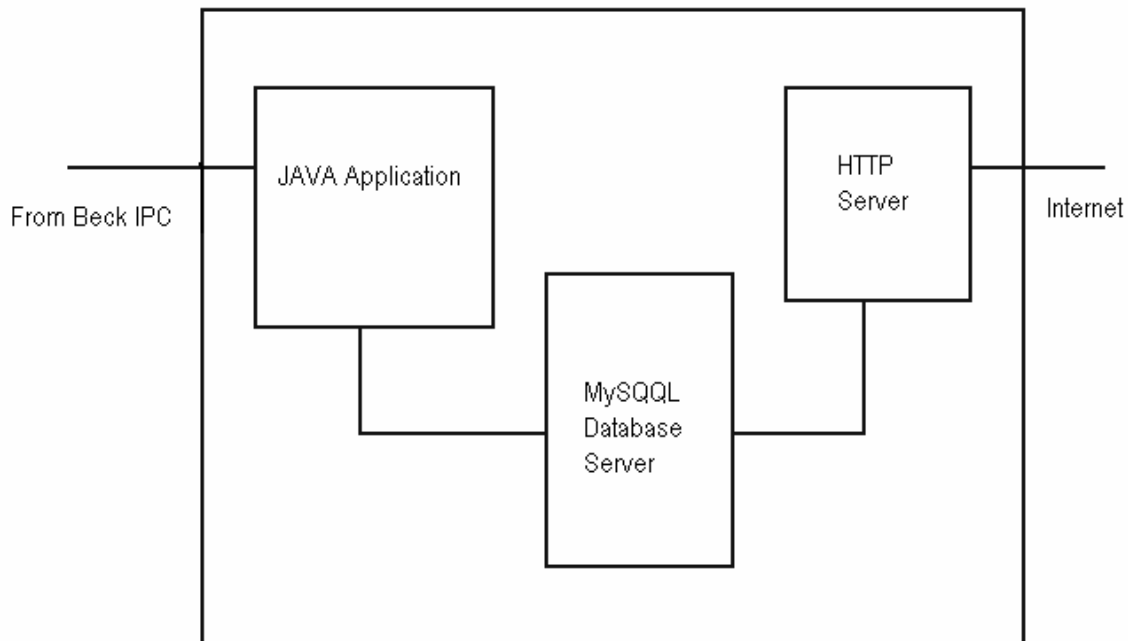 JAVA Application
HTTP
Server
From Beck IPC
Internet
MySQQL
Database
Server